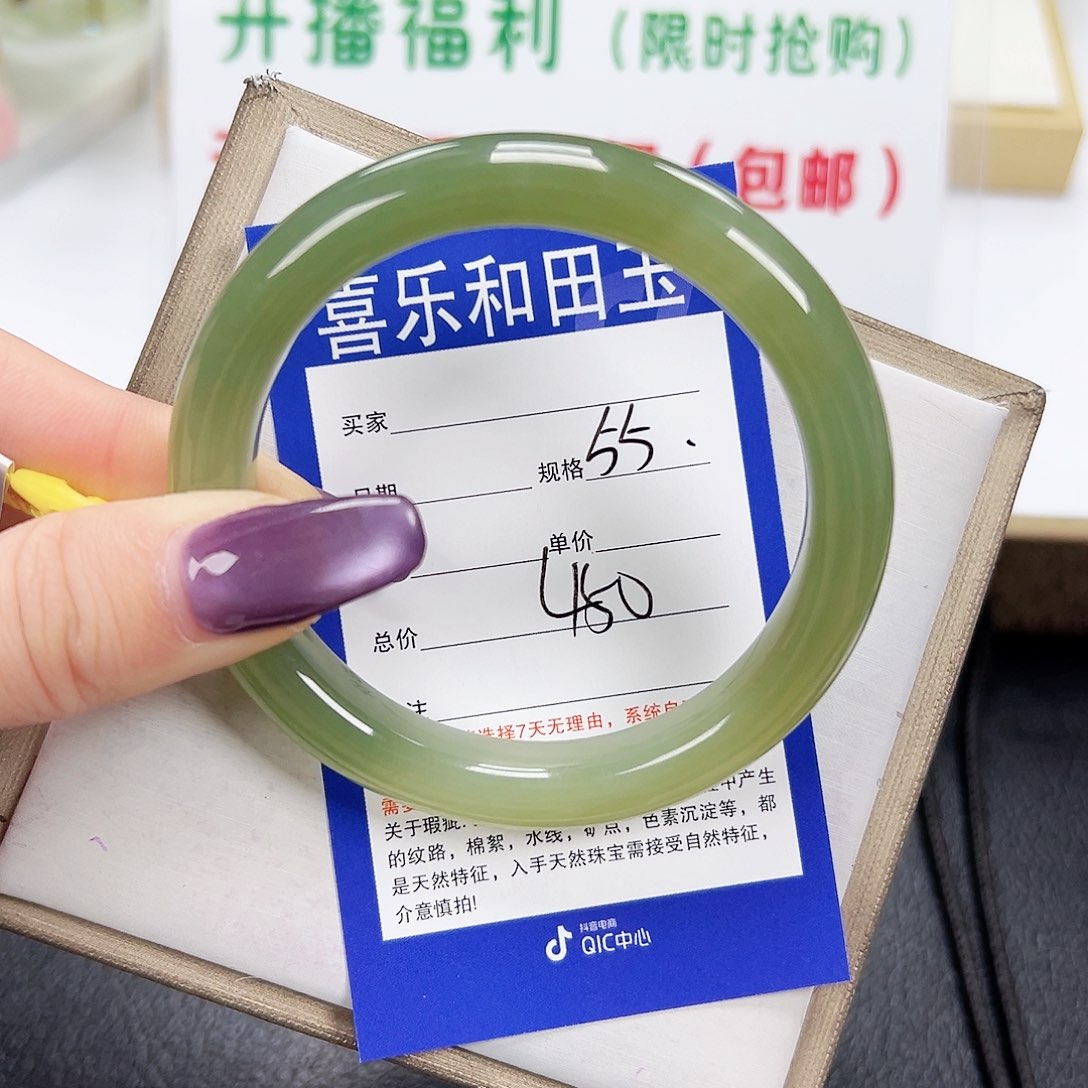 开播福利（限时抢购）
（包邮）
喜乐和田玉
买家
规格 55.
日期
单价
480
总价
注
选择7天无理由，系统自
关于瑕疵
中产生
的纹路，棉絮，水线，矿点，色素沉淀等，都
是天然特征，入手天然珠宝需接受自然特征，
介意慎拍!
抖音电商
QIC中心